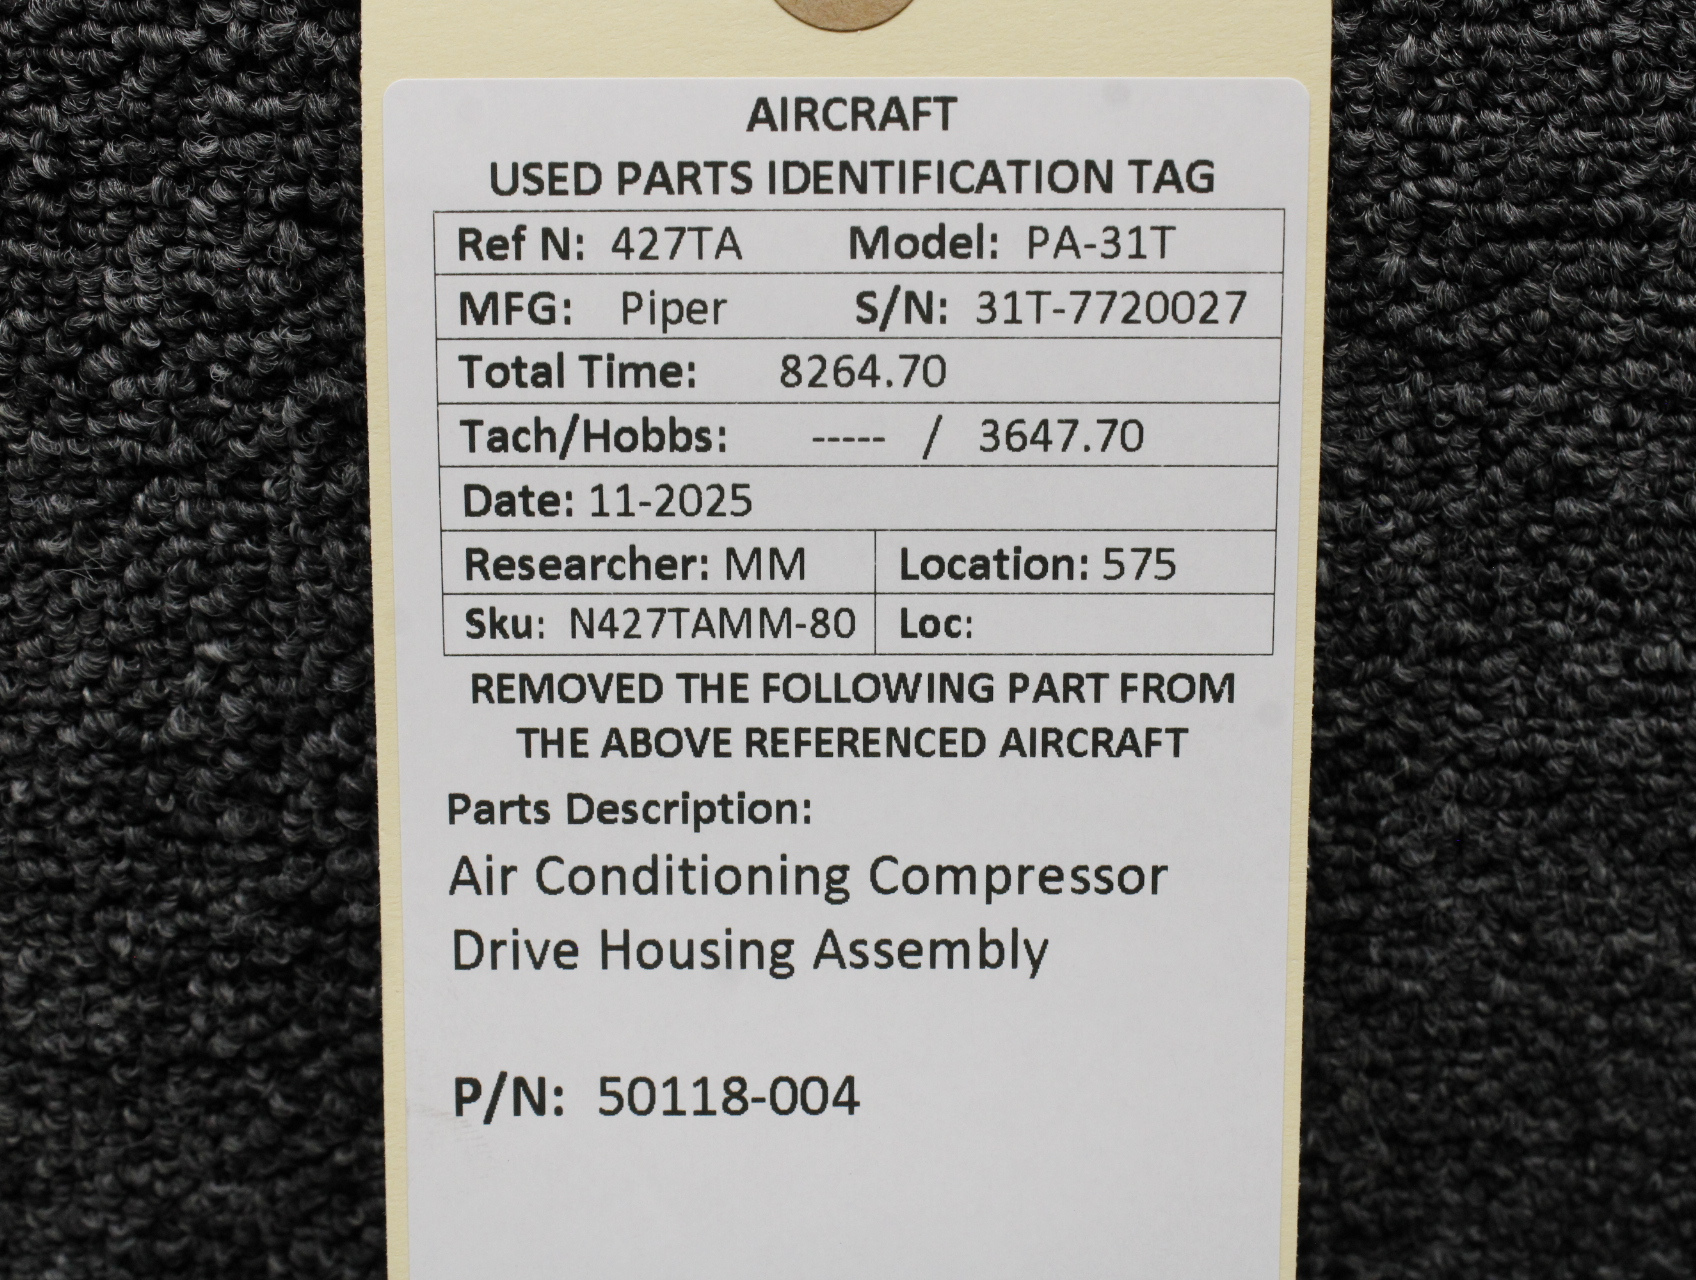 AIRCRAFT
USED PARTS IDENTIFICATION TAG
Ref N: 427TA Model: PA-31T
MFG: Piper S/N: 31T-7720027
Total Time: 8264.70
Tach/Hobbs: ----- / 3647.70
Date: 11-2025
Researcher: MM Location: 575
Sku: N427TAMM-80 Loc:
REMOVED THE FOLLOWING PART FROM
THE ABOVE REFERENCED AIRCRAFT
Parts Description:
Air Conditioning Compressor
Drive Housing Assembly
P/N: 50118-004